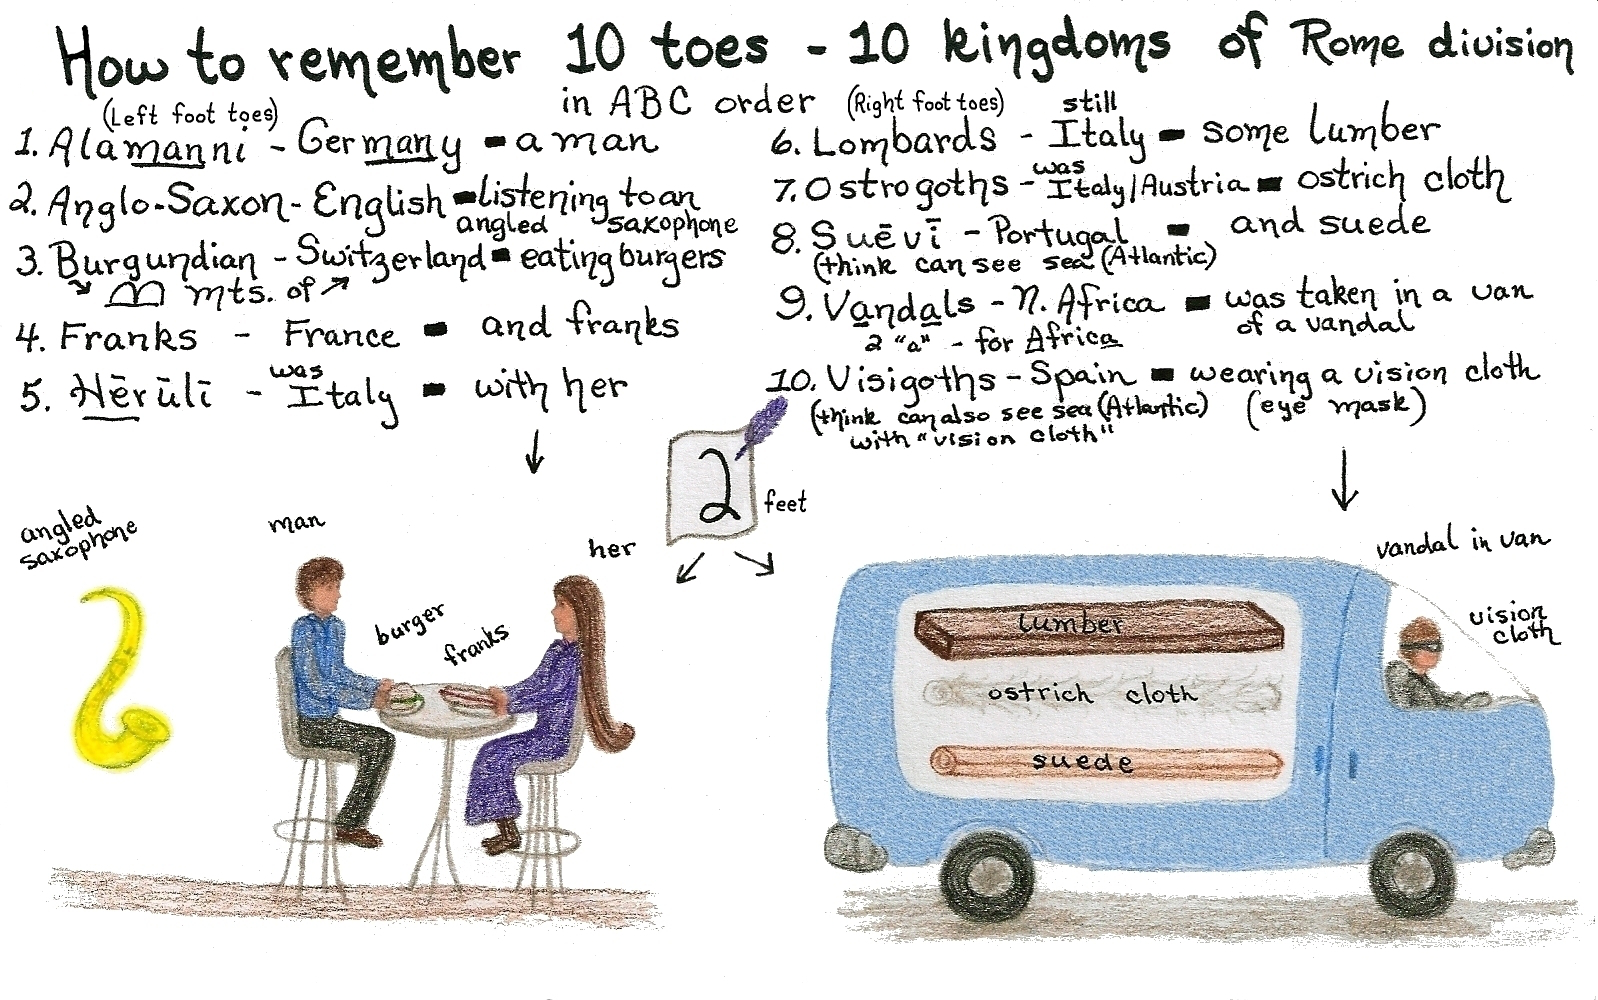 How to remember 10 toes - 10 kingdoms of Rome division
in ABC order
(Left foot toes)
1. Alamanni - Germany = a man
2. Anglo-Saxon - English = listening to an
angled saxophone
3. Burgundian - Switzerland = eating burgers
mts. of
4. Franks - France = and franks
was
5. Hērūlī - Italy = with her
(Right foot toes)
still
6. Lombards - Italy = some lumber
was
7. Ostrogoths - Italy/Austria = ostrich cloth
8. Suēvī - Portugal = and suede
(think can see sea (Atlantic)
9. Vandals - N. Africa = was taken in a van
of a vandal
2 "a" - for Africa
10. Visigoths - Spain = wearing a vision cloth
(think can also see sea (Atlantic) (eye mask)
with "vision cloth"
2 feet
angled
saxophone
man
burger
franks
her
vandal in van
vision
cloth
lumber
ostrich cloth
suede